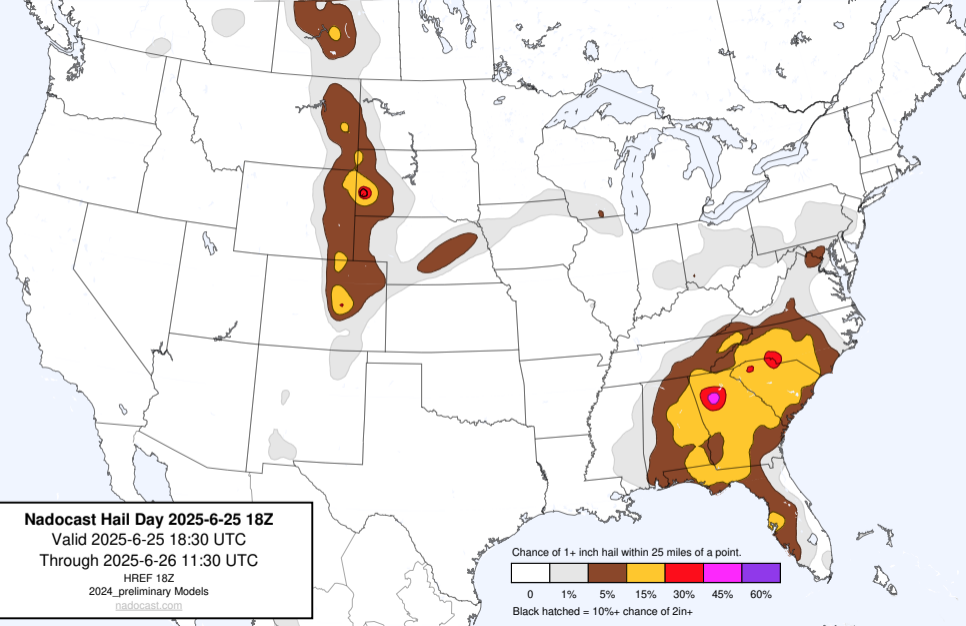 Nadocast Hail Day 2025-6-25 18Z
Valid 2025-6-25 18:30 UTC
Through 2025-6-26 11:30 UTC
HREF 18Z
2024_preliminary Models
nadocast.com
Chance of 1+ inch hail within 25 miles of a point.
0 1% 5% 15% 30% 45% 60%
Black hatched = 10%+ chance of 2in+